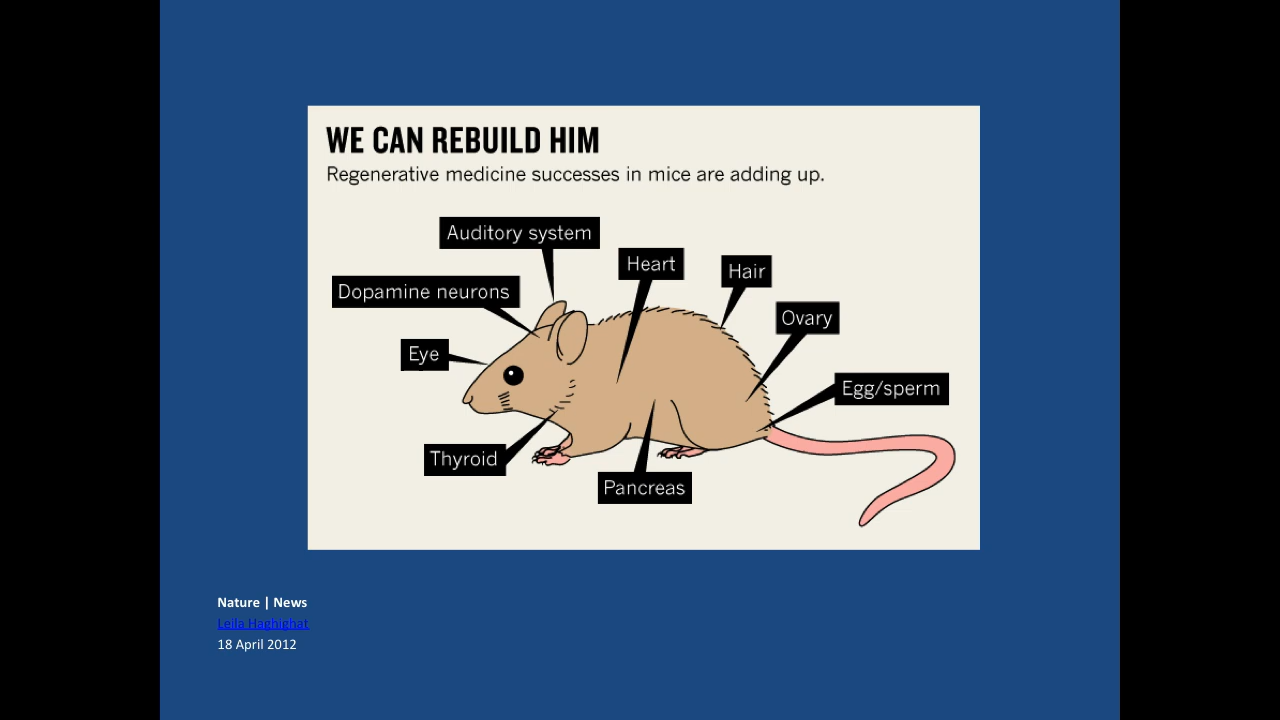 WE CAN REBUILD HIM
Regenerative medicine successes in mice are adding up.
Auditory system
Heart
Hair
Dopamine neurons
Ovary
Eye
Egg/sperm
Thyroid
Pancreas
Nature | News
Leila Haghighat
18 April 2012